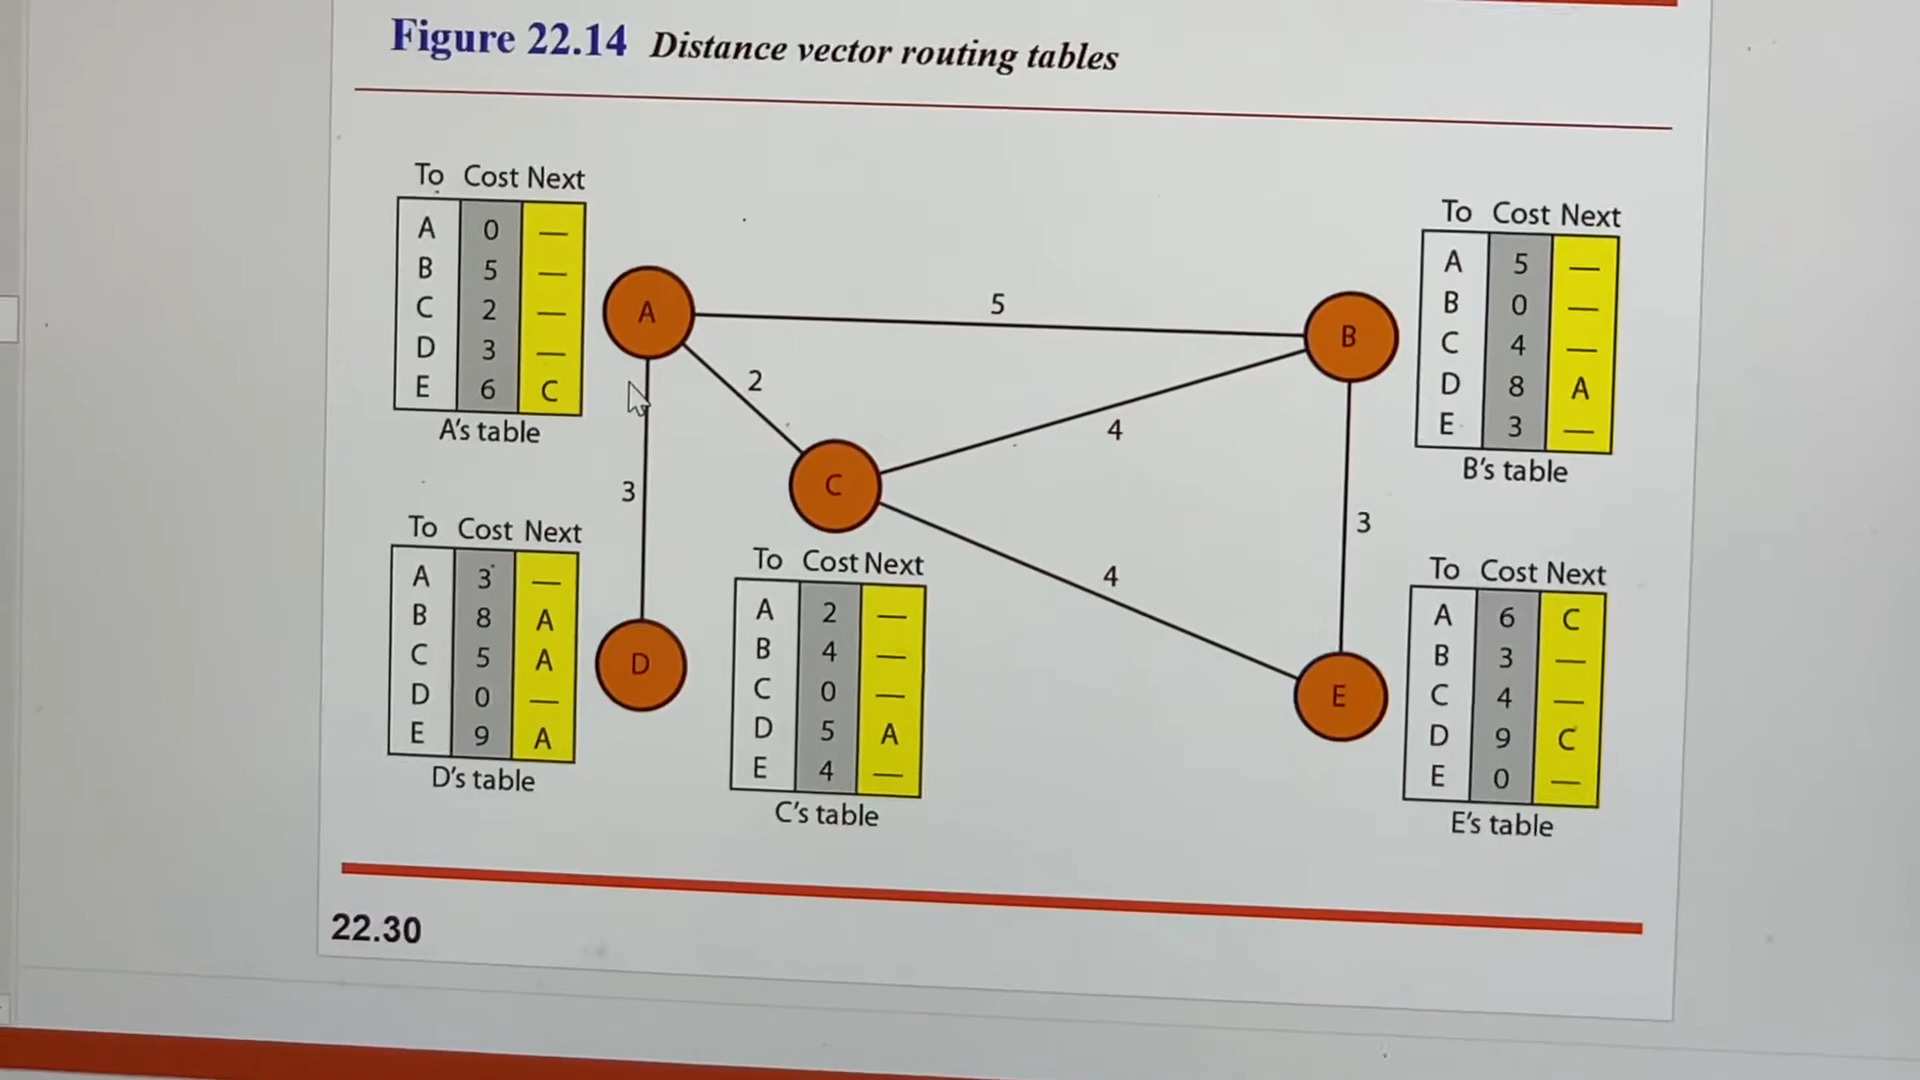 Figure 22.14 Distance vector routing tables
To Cost Next
A 0 —
B 5 —
C 2 —
D 3 —
E 6 C
A's table
To Cost Next
A 5 —
B 0 —
C 4 —
D 8 A
E 3 —
B's table
A
5
B
2
4
C
3
3
4
D
E
To Cost Next
A 3 —
B 8 A
C 5 A
D 0 —
E 9 A
D's table
To Cost Next
A 2 —
B 4 —
C 0 —
D 5 A
E 4 —
C's table
To Cost Next
A 6 C
B 3 —
C 4 —
D 9 C
E 0 —
E's table
22.30